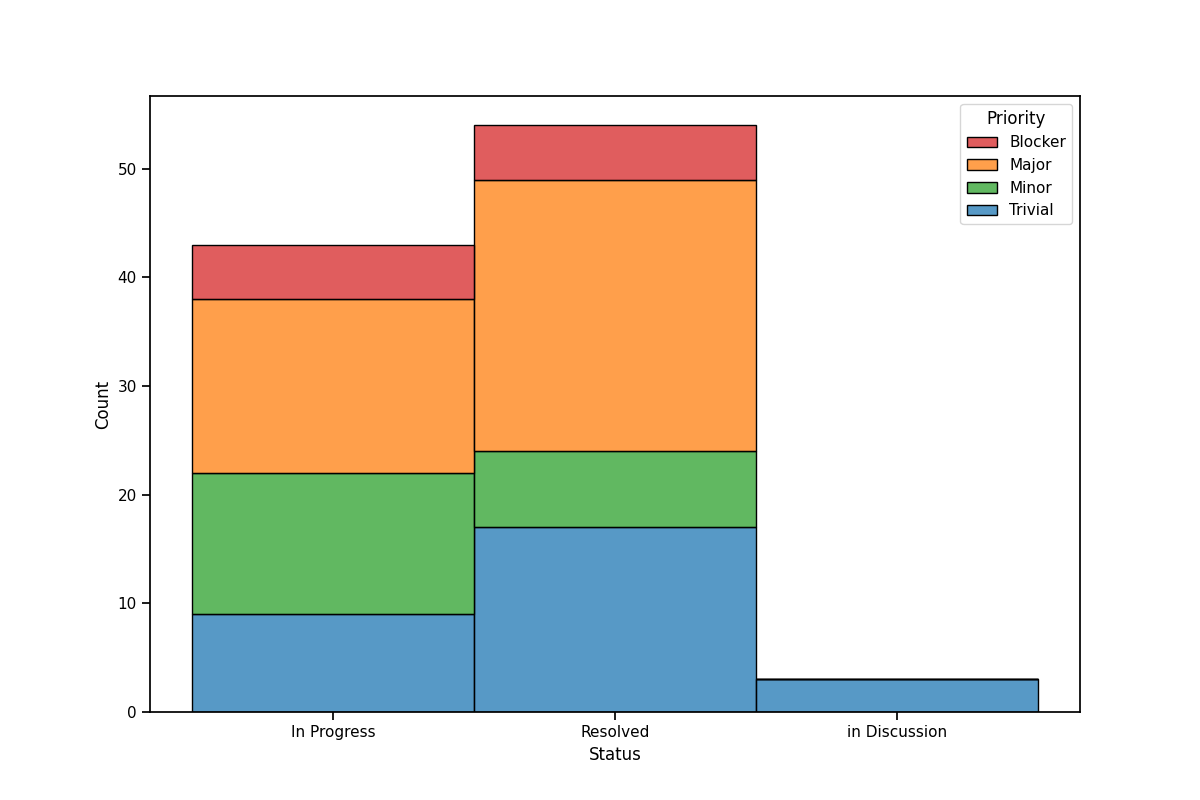 Priority
Blocker
Major
Minor
Trivial
50
40
30
20
10
0
Count
In Progress
Resolved
in Discussion
Status